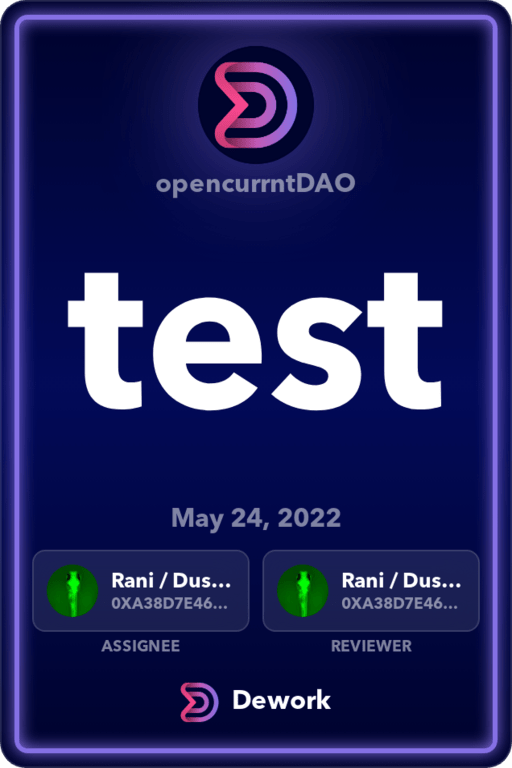 opencurrntDAO
test
May 24, 2022
Rani / Dus... Rani / Dus...
0XA38D7E46... 0XA38D7E46...
ASSIGNEE REVIEWER
Dework